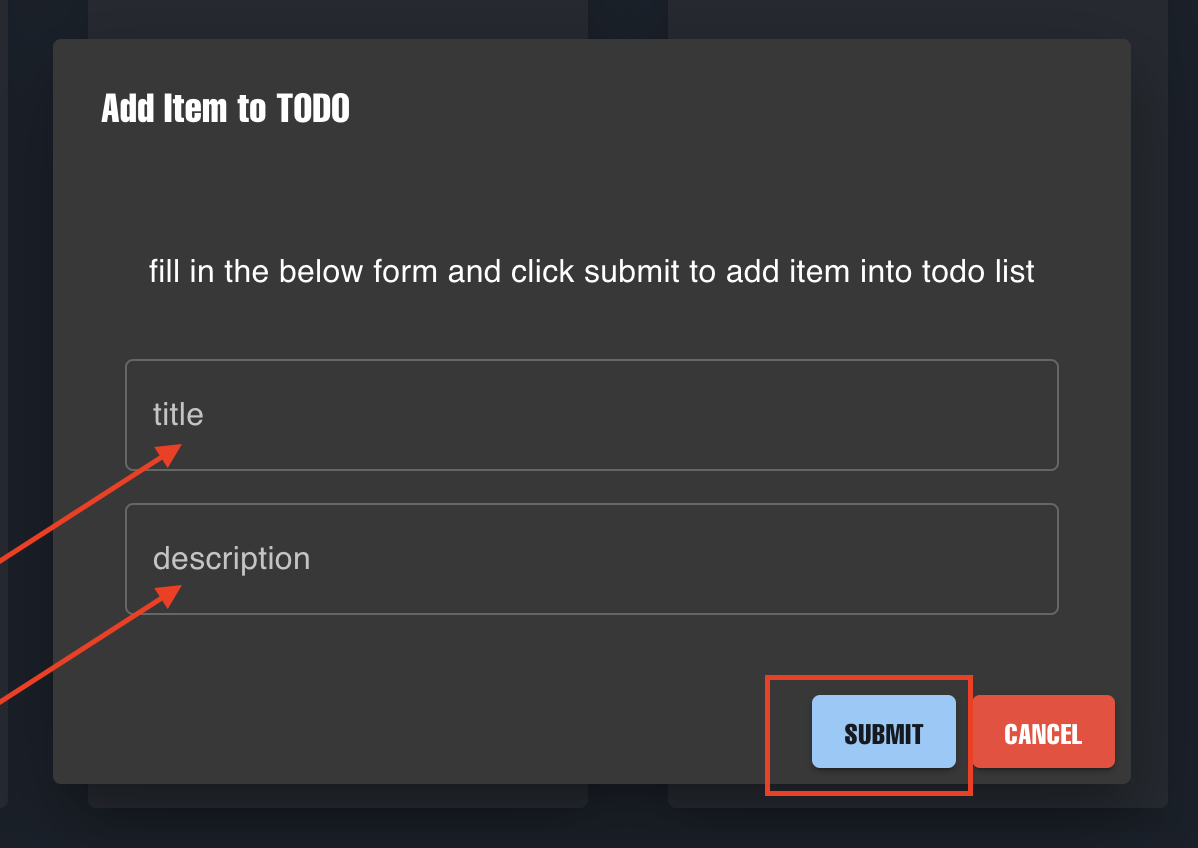 Add Item to TODO
fill in the below form and click submit to add item into todo list
title
description
SUBMIT
CANCEL